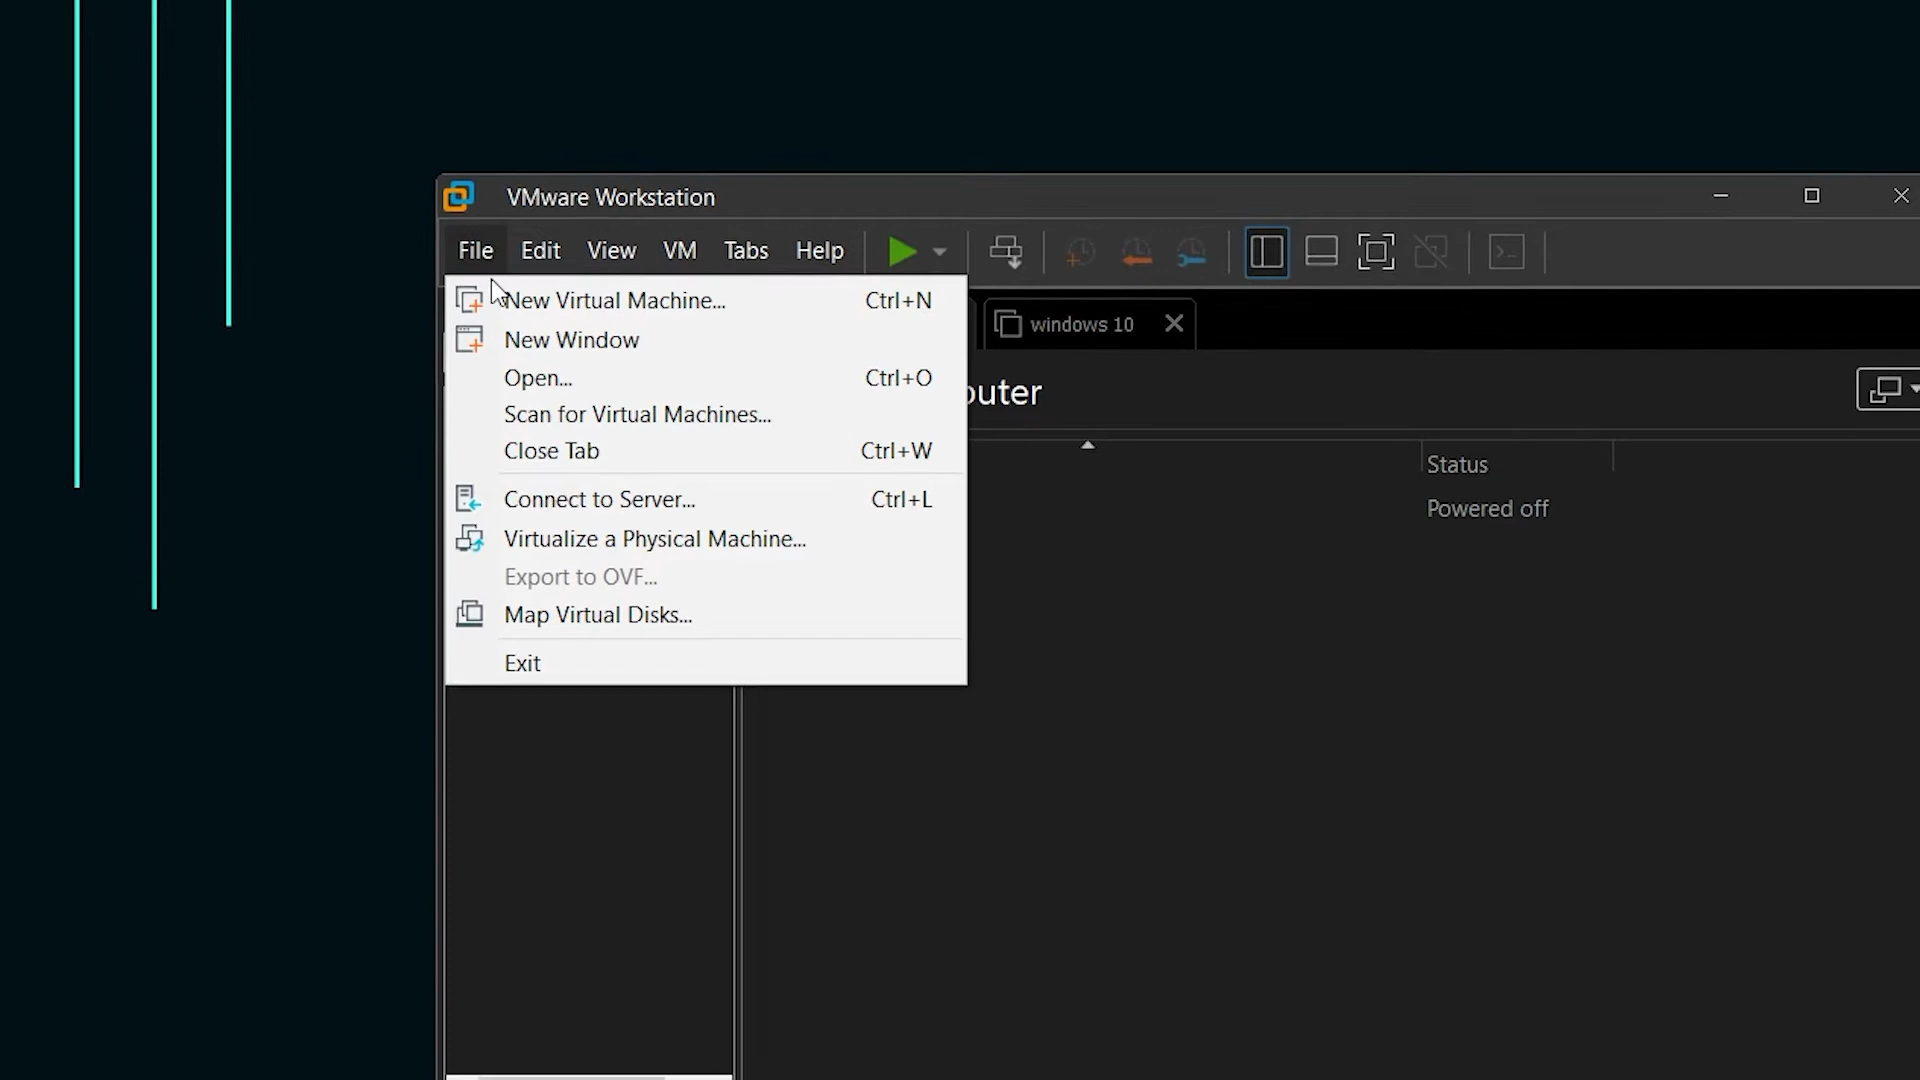 VMware Workstation
File Edit View VM Tabs Help
New Virtual Machine... Ctrl+N
New Window
Open... Ctrl+O
Scan for Virtual Machines...
Close Tab Ctrl+W
Connect to Server... Ctrl+L
Virtualize a Physical Machine...
Export to OVF...
Map Virtual Disks...
Exit
windows 10
outer
Status
Powered off